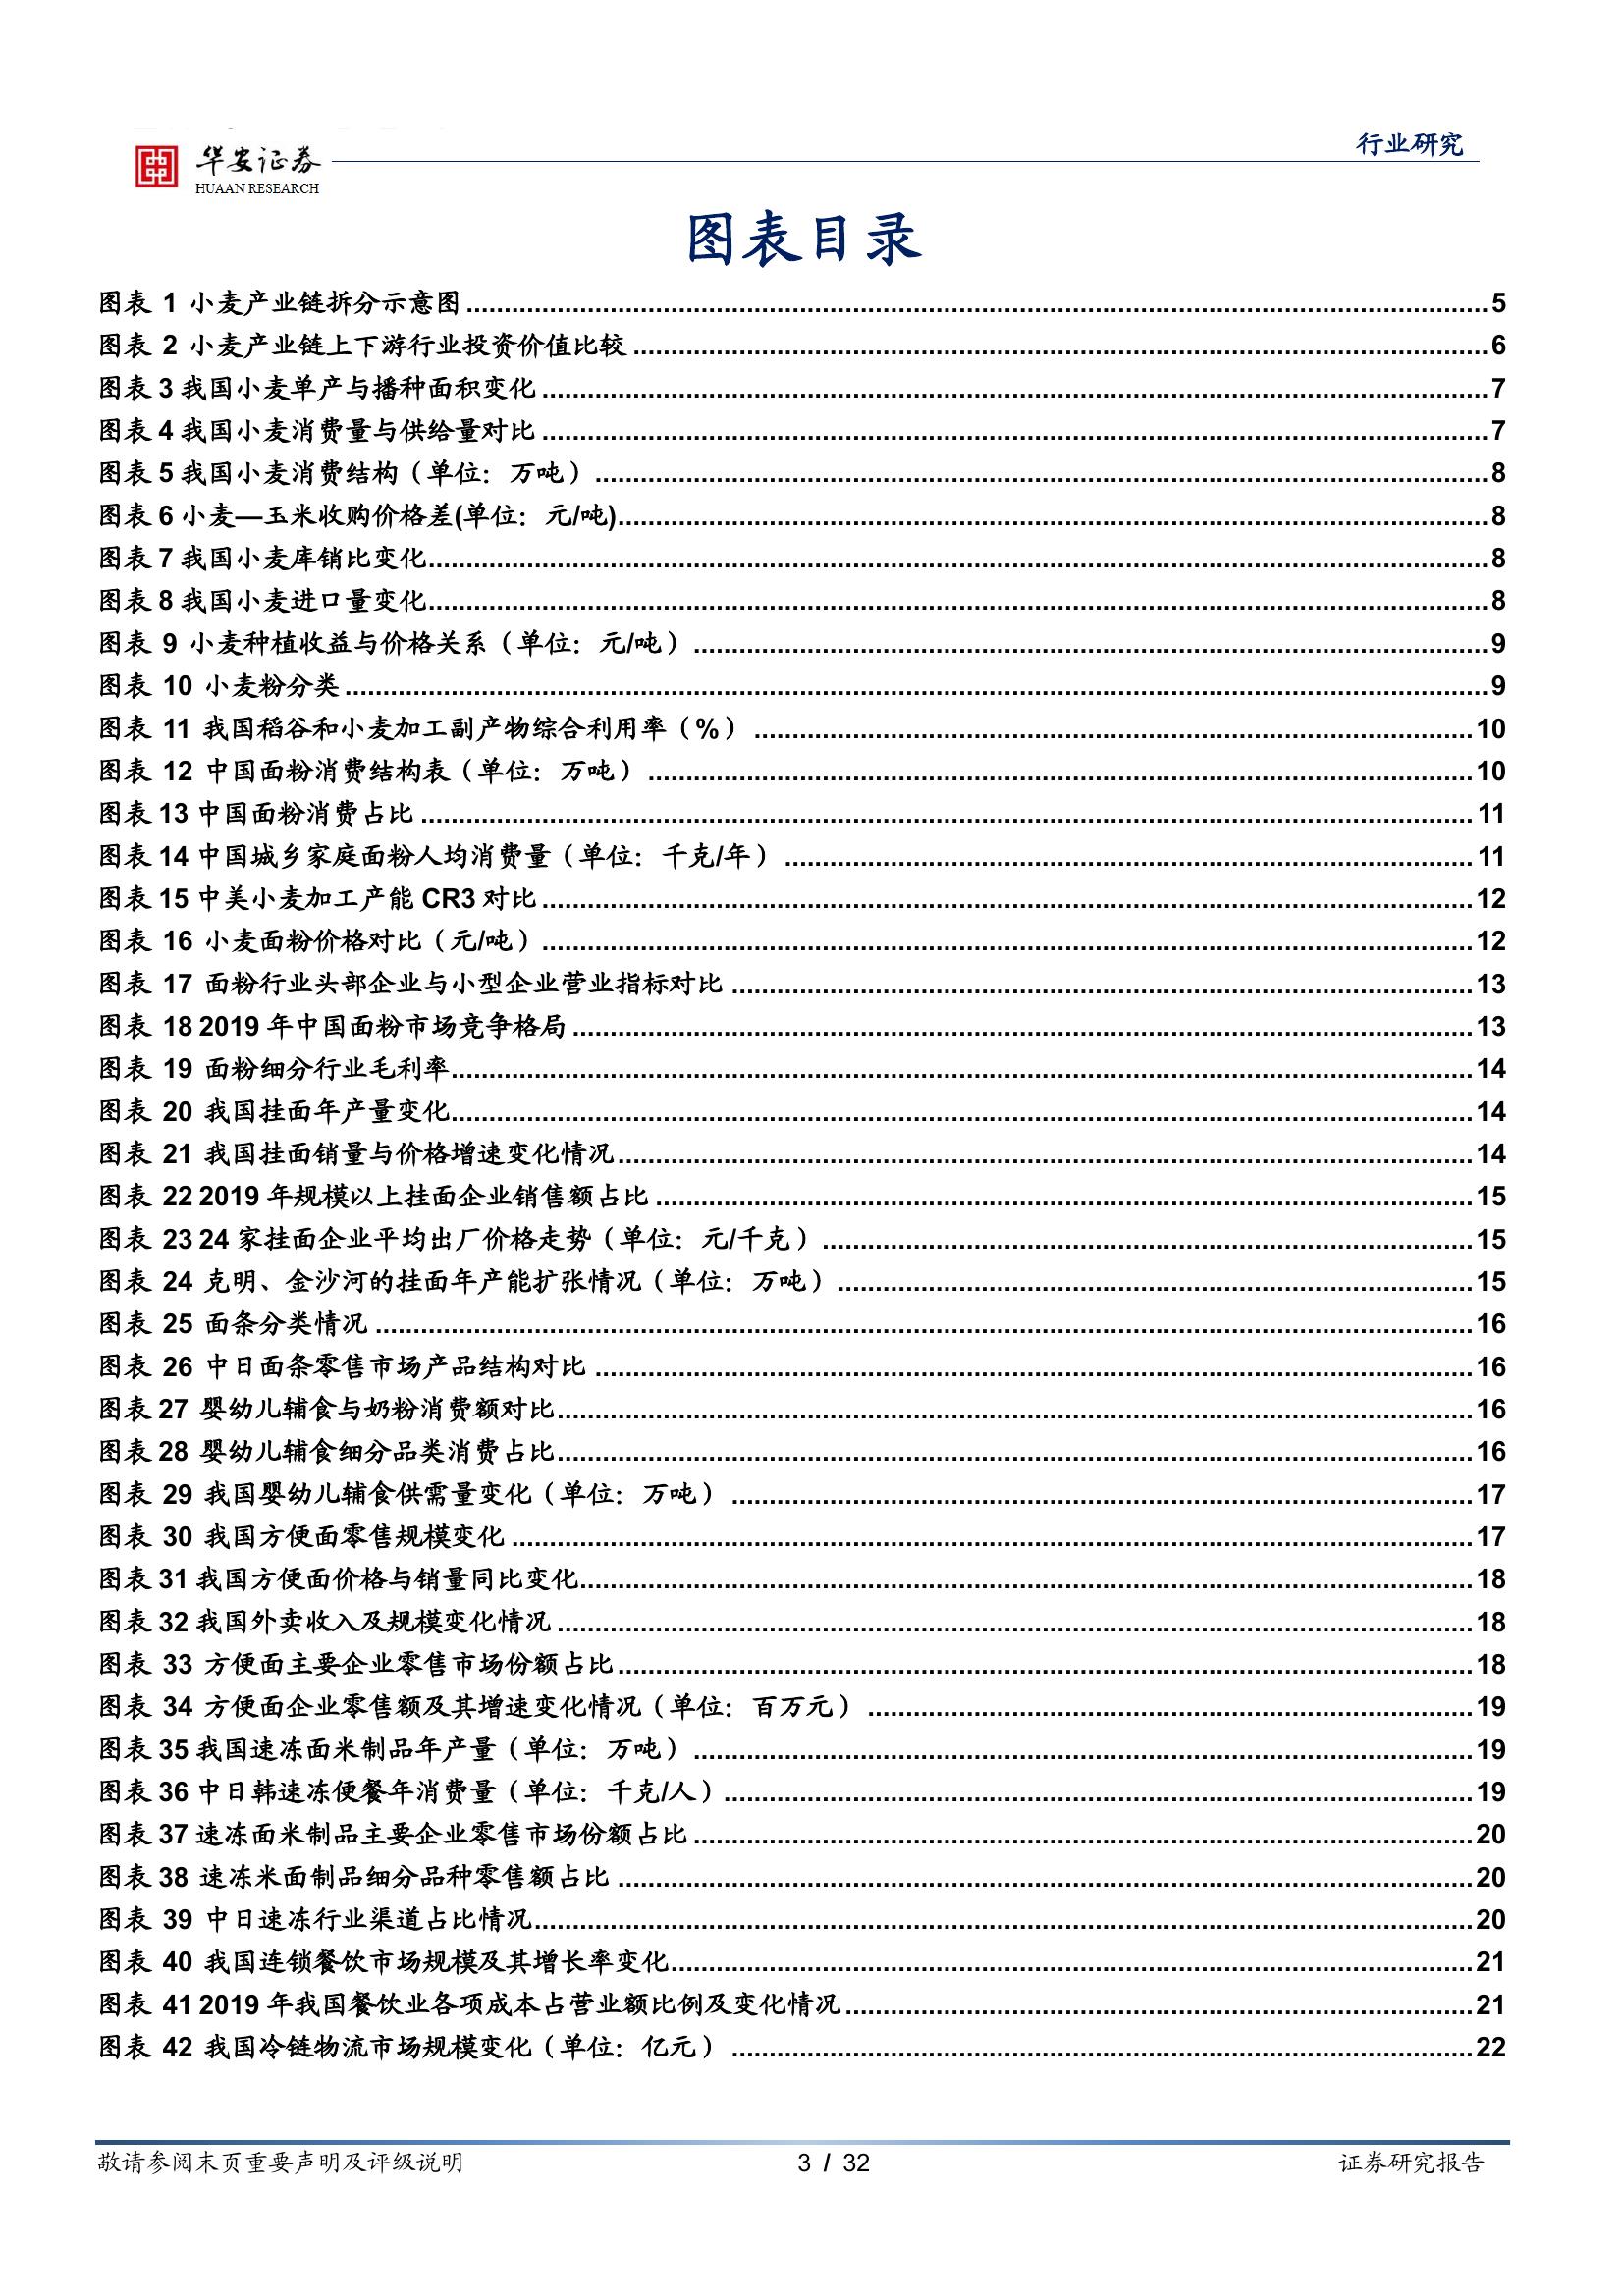 华安证券
HUAAN RESEARCH
行业研究
图表目录
图表 1 小麦产业链拆分示意图 5
图表 2 小麦产业链上下游行业投资价值比较 6
图表 3 我国小麦单产与播种面积变化 7
图表 4 我国小麦消费量与供给量对比 7
图表 5 我国小麦消费结构（单位：万吨） 8
图表 6 小麦—玉米收购价格差(单位：元/吨) 8
图表 7 我国小麦库销比变化 8
图表 8 我国小麦进口量变化 8
图表 9 小麦种植收益与价格关系（单位：元/吨） 9
图表 10 小麦粉分类 9
图表 11 我国稻谷和小麦加工副产物综合利用率（%） 10
图表 12 中国面粉消费结构表（单位：万吨） 10
图表 13 中国面粉消费占比 11
图表 14 中国城乡家庭面粉人均消费量（单位：千克/年） 11
图表 15 中美小麦加工产能 CR3 对比 12
图表 16 小麦面粉价格对比（元/吨） 12
图表 17 面粉行业头部企业与小型企业营业指标对比 13
图表 18 2019 年中国面粉市场竞争格局 13
图表 19 面粉细分行业毛利率 14
图表 20 我国挂面年产量变化 14
图表 21 我国挂面销量与价格增速变化情况 14
图表 22 2019 年规模以上挂面企业销售额占比 15
图表 23 24 家挂面企业平均出厂价格走势（单位：元/千克） 15
图表 24 克明、金沙河的挂面年产能扩张情况（单位：万吨） 15
图表 25 面条分类情况 16
图表 26 中日面条零售市场产品结构对比 16
图表 27 婴幼儿辅食与奶粉消费额对比 16
图表 28 婴幼儿辅食细分品类消费占比 16
图表 29 我国婴幼儿辅食供需量变化（单位：万吨） 17
图表 30 我国方便面零售规模变化 17
图表 31 我国方便面价格与销量同比变化 18
图表 32 我国外卖收入及规模变化情况 18
图表 33 方便面主要企业零售市场份额占比 18
图表 34 方便面企业零售额及其增速变化情况（单位：百万元） 19
图表 35 我国速冻面米制品年产量（单位：万吨） 19
图表 36 中日韩速冻便餐年消费量（单位：千克/人） 19
图表 37 速冻面米制品主要企业零售市场份额占比 20
图表 38 速冻米面制品细分品种零售额占比 20
图表 39 中日速冻行业渠道占比情况 20
图表 40 我国连锁餐饮市场规模及其增长率变化 21
图表 41 2019 年我国餐饮业各项成本占营业额比例及变化情况 21
图表 42 我国冷链物流市场规模变化（单位：亿元） 22
敬请参阅末页重要声明及评级说明
3 / 32
证券研究报告